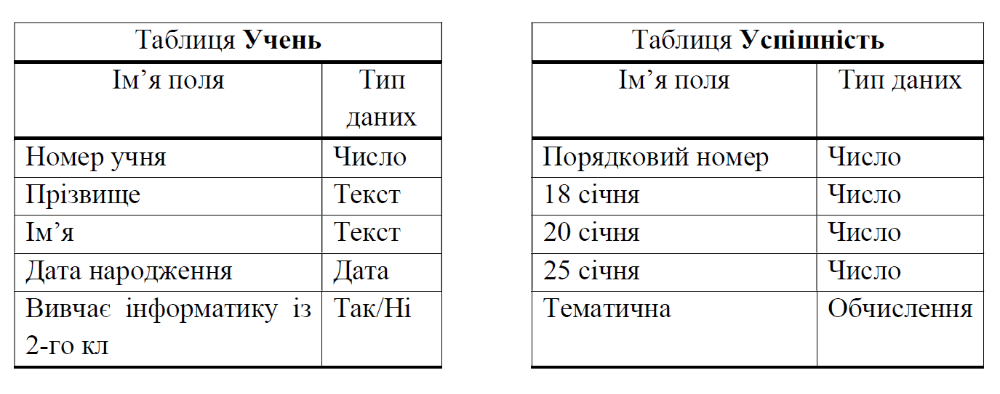 Таблиця Учень
Ім’я поля
Тип
даних
Номер учня
Число
Прізвище
Текст
Ім’я
Текст
Дата народження
Дата
Вивчає інформатику із
2-го кл
Так/Ні
Таблиця Успішність
Ім’я поля
Тип даних
Порядковий номер
Число
18 січня
Число
20 січня
Число
25 січня
Число
Тематична
Обчислення